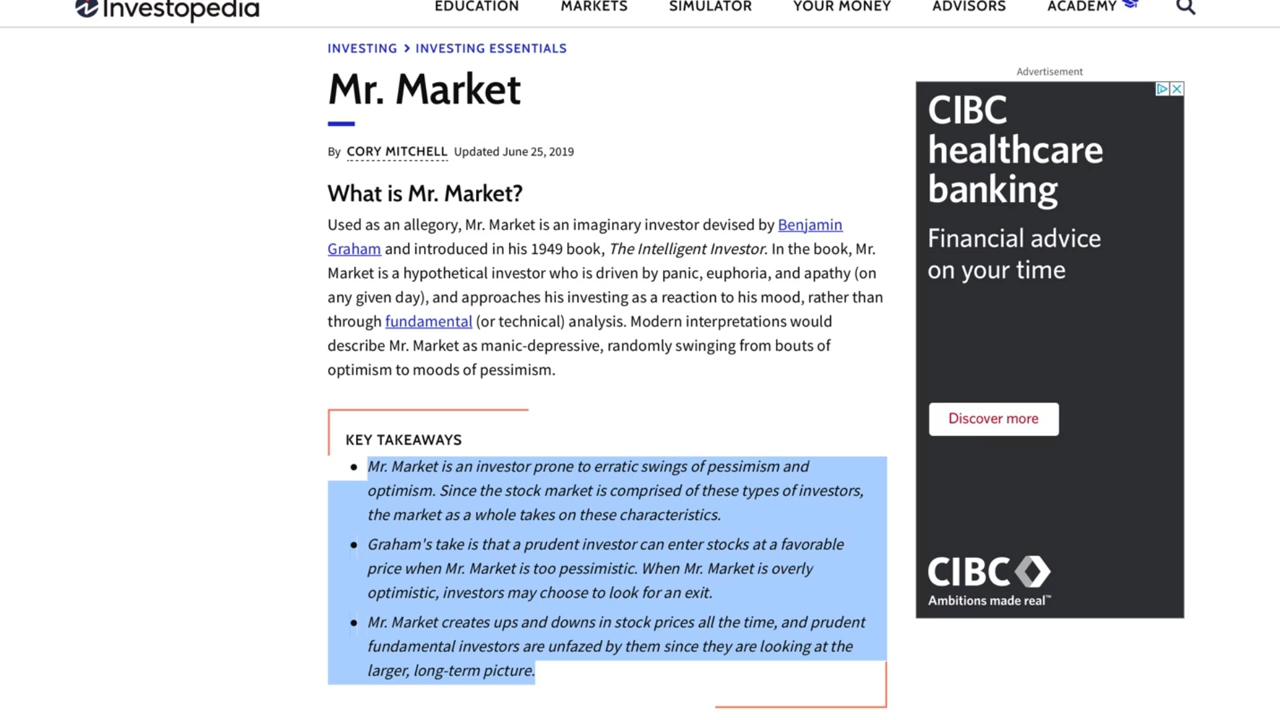 Investopedia
EDUCATION MARKETS SIMULATOR YOUR MONEY ADVISORS ACADEMY
INVESTING > INVESTING ESSENTIALS
Mr. Market
By CORY MITCHELL Updated June 25, 2019
What is Mr. Market?
Used as an allegory, Mr. Market is an imaginary investor devised by Benjamin
Graham and introduced in his 1949 book, The Intelligent Investor. In the book, Mr.
Market is a hypothetical investor who is driven by panic, euphoria, and apathy (on
any given day), and approaches his investing as a reaction to his mood, rather than
through fundamental (or technical) analysis. Modern interpretations would
describe Mr. Market as manic-depressive, randomly swinging from bouts of
optimism to moods of pessimism.
KEY TAKEAWAYS
• Mr. Market is an investor prone to erratic swings of pessimism and
optimism. Since the stock market is comprised of these types of investors,
the market as a whole takes on these characteristics.
• Graham's take is that a prudent investor can enter stocks at a favorable
price when Mr. Market is too pessimistic. When Mr. Market is overly
optimistic, investors may choose to look for an exit.
• Mr. Market creates ups and downs in stock prices all the time, and prudent
fundamental investors are unfazed by them since they are looking at the
larger, long-term picture.
Advertisement
CIBC
healthcare
banking
Financial advice
on your time
Discover more
CIBC
Ambitions made real™